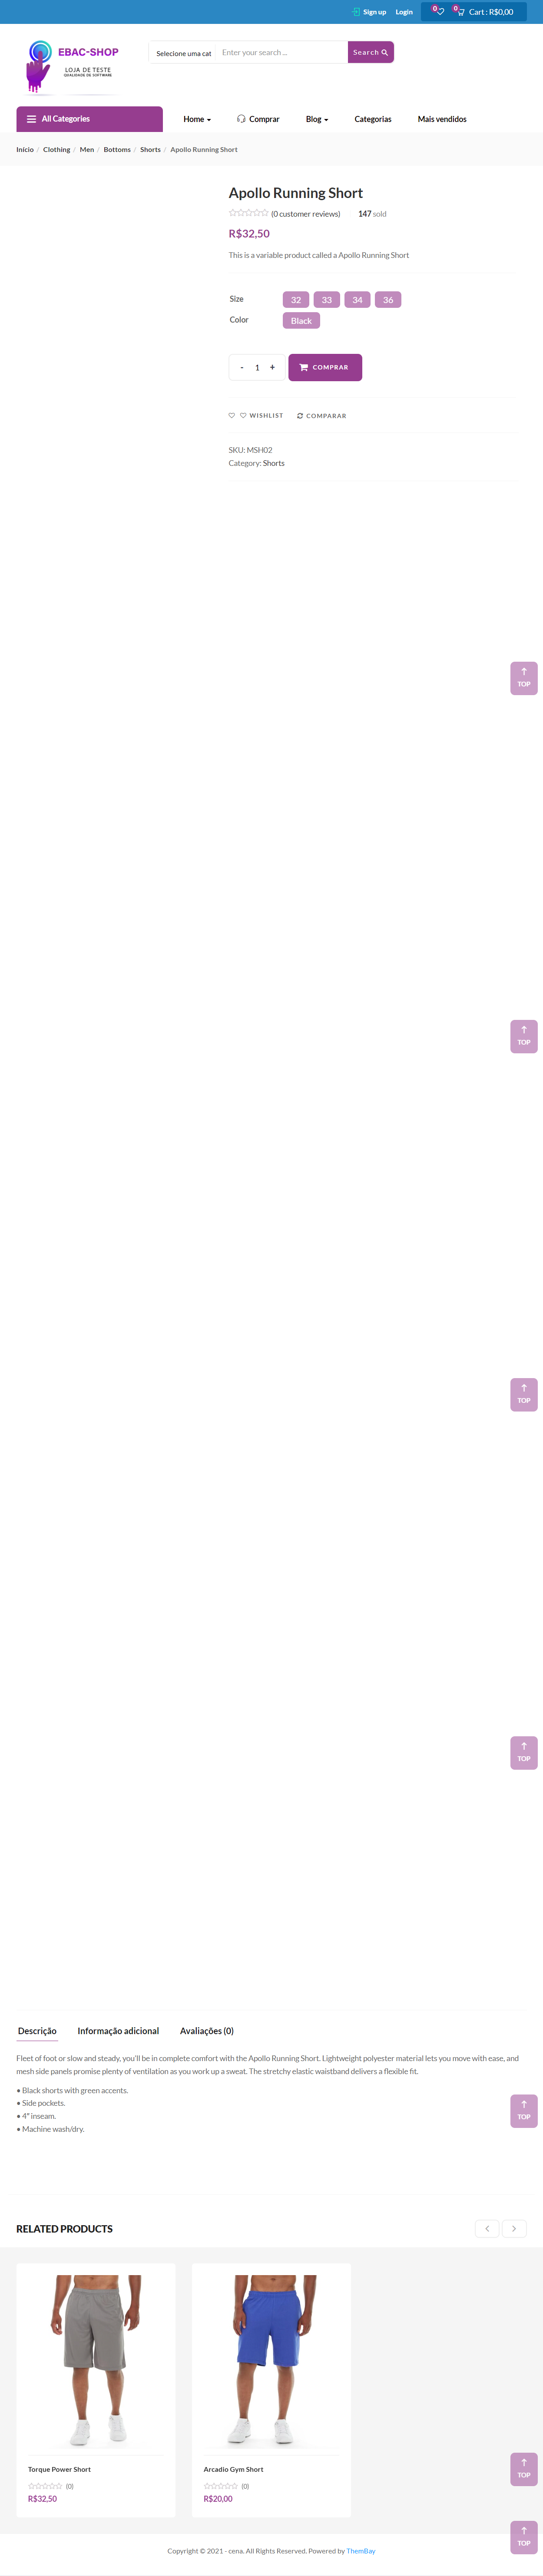 Sign up Login 0 0 Cart : R$0,00
EBAC-SHOP
LOJA DE TESTE
QUALIDADE DE SOFTWARE
Selecione uma cat Enter your search ... Search
All Categories Home Comprar Blog Categorias Mais vendidos
Início / Clothing / Men / Bottoms / Shorts / Apollo Running Short
Apollo Running Short
(0 customer reviews) 147 sold
R$32,50
This is a variable product called a Apollo Running Short
Size 32 33 34 36
Color Black
- 1 + COMPRAR
WISHLIST COMPARAR
SKU: MSH02
Category: Shorts
TOP
TOP
TOP
TOP
Descrição Informação adicional Avaliações (0)
Fleet of foot or slow and steady, you'll be in complete comfort with the Apollo Running Short. Lightweight polyester material lets you move with ease, and
mesh side panels promise plenty of ventilation as you work up a sweat. The stretchy elastic waistband delivers a flexible fit.
• Black shorts with green accents.
• Side pockets.
• 4" inseam.
• Machine wash/dry.
TOP
RELATED PRODUCTS
Torque Power Short Arcadio Gym Short
(0) (0)
R$32,50 R$20,00
TOP
TOP
Copyright © 2021 - cena. All Rights Reserved. Powered by ThemBay